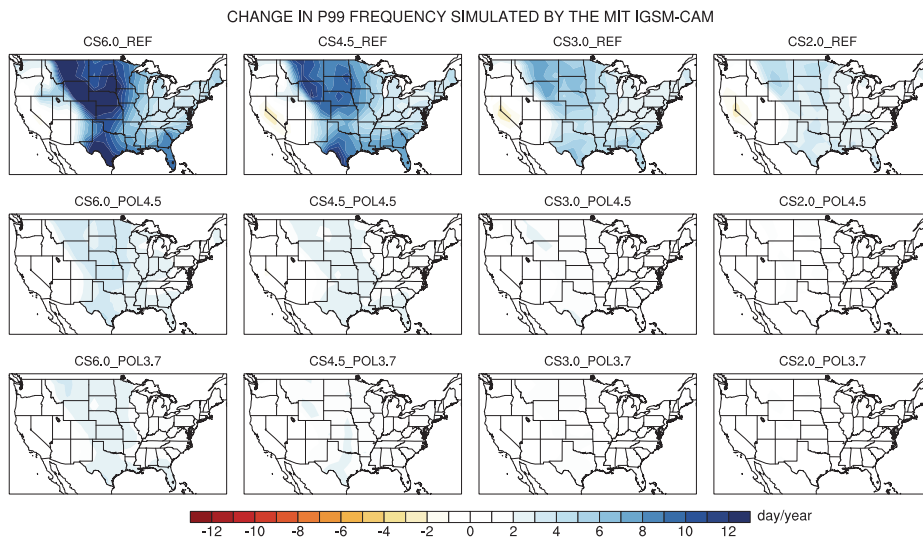 CHANGE IN P99 FREQUENCY SIMULATED BY THE MIT IGSM-CAM
CS6.0_REF CS4.5_REF CS3.0_REF CS2.0_REF
CS6.0_POL4.5 CS4.5_POL4.5 CS3.0_POL4.5 CS2.0_POL4.5
CS6.0_POL3.7 CS4.5_POL3.7 CS3.0_POL3.7 CS2.0_POL3.7
day/year
-12 -10 -8 -6 -4 -2 0 2 4 6 8 10 12